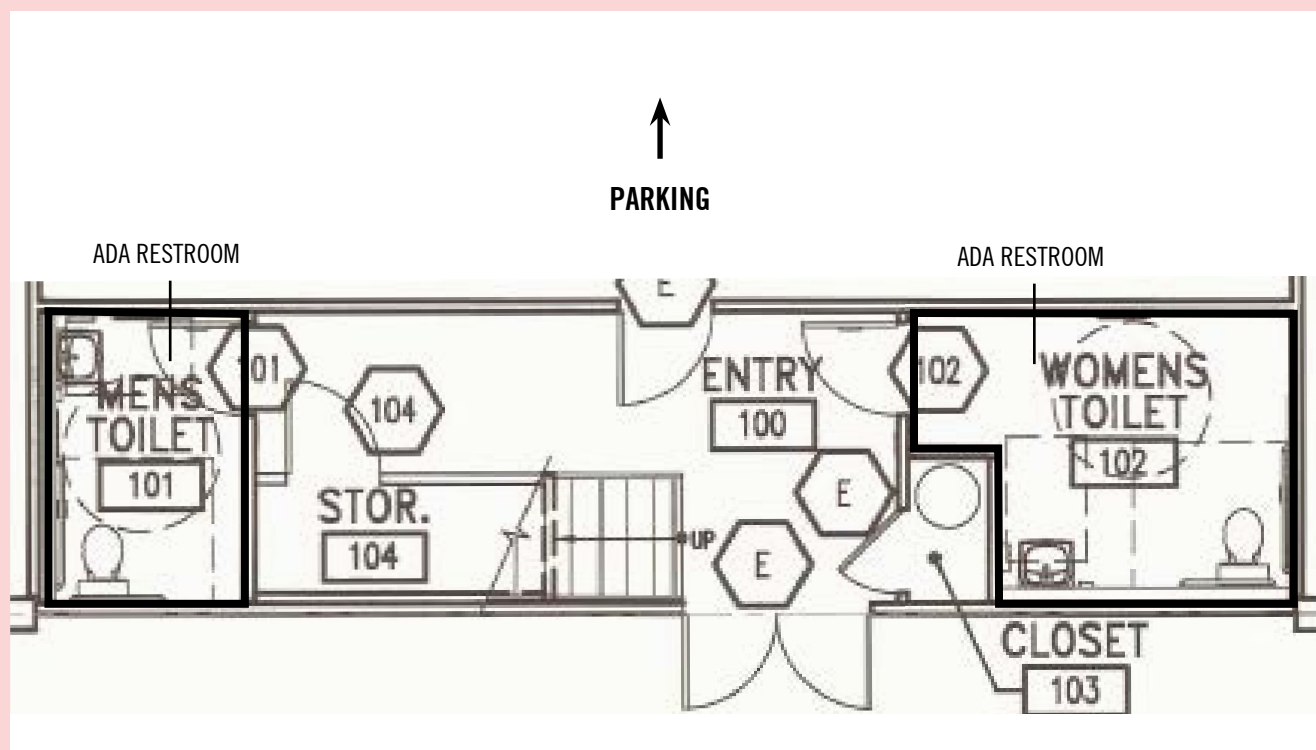 PARKING
ADA RESTROOM
ADA RESTROOM
E
101
104
ENTRY
100
102
MENS
TOILET
101
WOMENS
TOILET
102
STOR.
104
E
UP
E
CLOSET
103